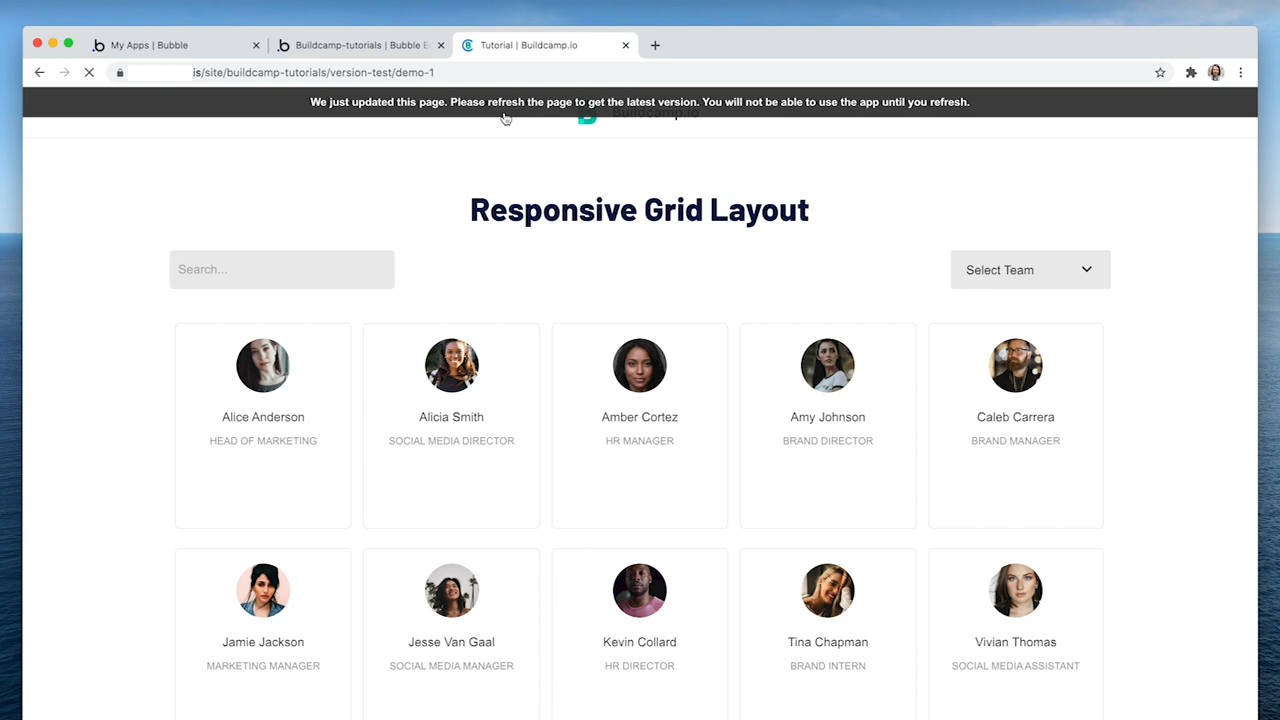 My Apps | Bubble
Buildcamp-tutorials | Bubble E
Tutorial | Buildcamp.io
is/site/buildcamp-tutorials/version-test/demo-1
We just updated this page. Please refresh the page to get the latest version. You will not be able to use the app until you refresh.
Buildcamp.io
Responsive Grid Layout
Search...
Select Team
Alice Anderson
HEAD OF MARKETING
Alicia Smith
SOCIAL MEDIA DIRECTOR
Amber Cortez
HR MANAGER
Amy Johnson
BRAND DIRECTOR
Caleb Carrera
BRAND MANAGER
Jamie Jackson
MARKETING MANAGER
Jesse Van Gaal
SOCIAL MEDIA MANAGER
Kevin Collard
HR DIRECTOR
Tina Chapman
BRAND INTERN
Vivian Thomas
SOCIAL MEDIA ASSISTANT